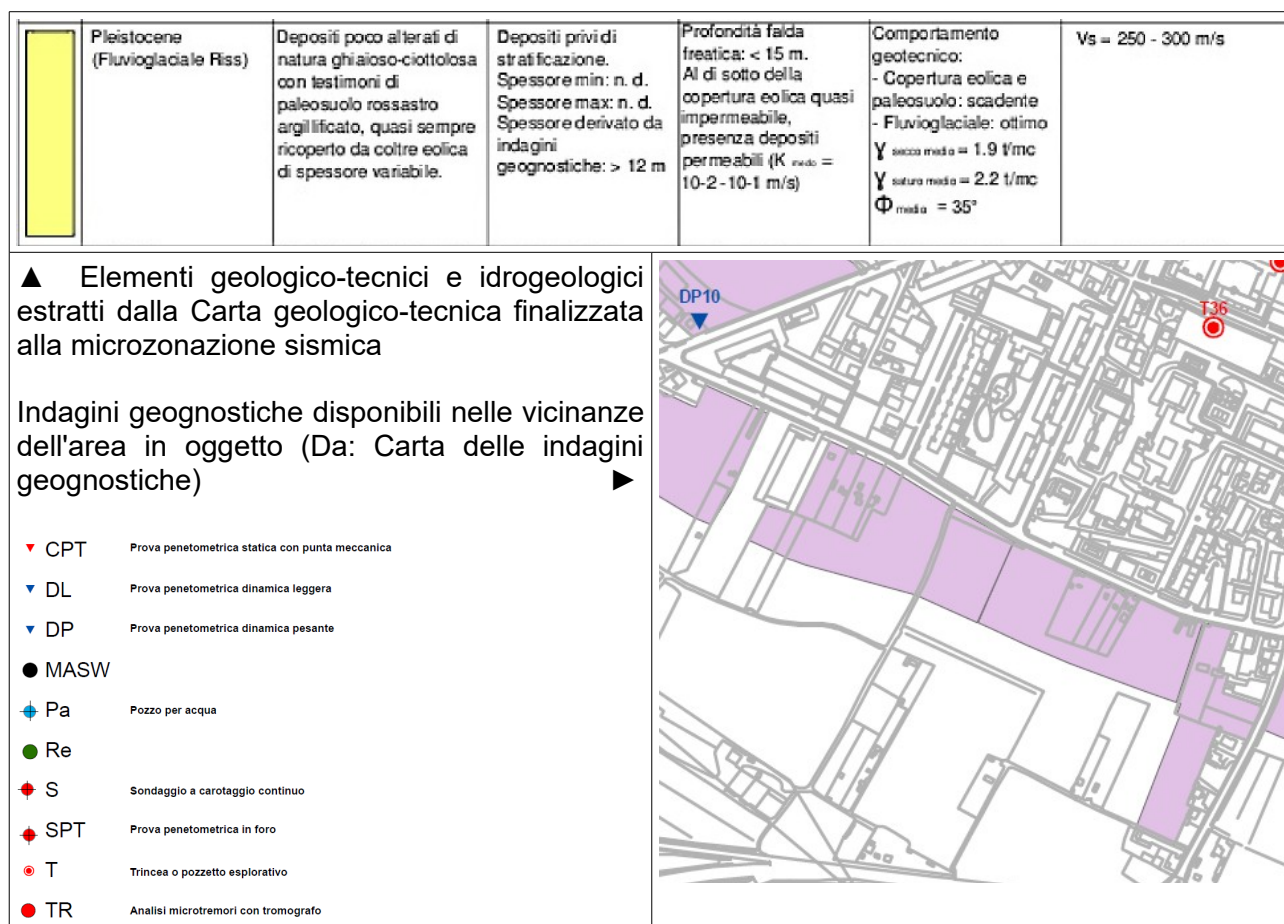 Pleistocene
(Fluvioglaciale Riss)
Depositi poco alterati di
natura ghiaioso-ciottolosa
con testimoni di
paleosuolo rossastro
argillificato, quasi sempre
ricoperto da coltre eolica
di spessore variabile.
Depositi privi di
stratificazione.
Spessore min: n. d.
Spessore max: n. d.
Spessore derivato da
indagini
geognostiche: > 12 m
Profondità falda
freatica: < 15 m.
Al di sotto della
copertura eolica quasi
impermeabile,
presenza depositi
permeabili (K medio =
10-2 -10-1 m/s)
Comportamento
geotecnico:
- Copertura eolica e
paleosuolo: scadente
- Fluvioglaciale: ottimo
γ secco medio = 1.9 t/mc
γ saturo medio = 2.2 t/mc
Φ media = 35°
Vs = 250 - 300 m/s
▲ Elementi geologico-tecnici e idrogeologici
estratti dalla Carta geologico-tecnica finalizzata
alla microzonazione sismica
Indagini geognostiche disponibili nelle vicinanze
dell'area in oggetto (Da: Carta delle indagini
geognostiche) ►
CPT Prova penetometrica statica con punta meccanica
DL Prova penetometrica dinamica leggera
DP Prova penetometrica dinamica pesante
MASW
Pa Pozzo per acqua
Re
S Sondaggio a carotaggio continuo
SPT Prova penetometrica in foro
T Trincea o pozzetto esplorativo
TR Analisi microtremori con tromografo
DP10
T36